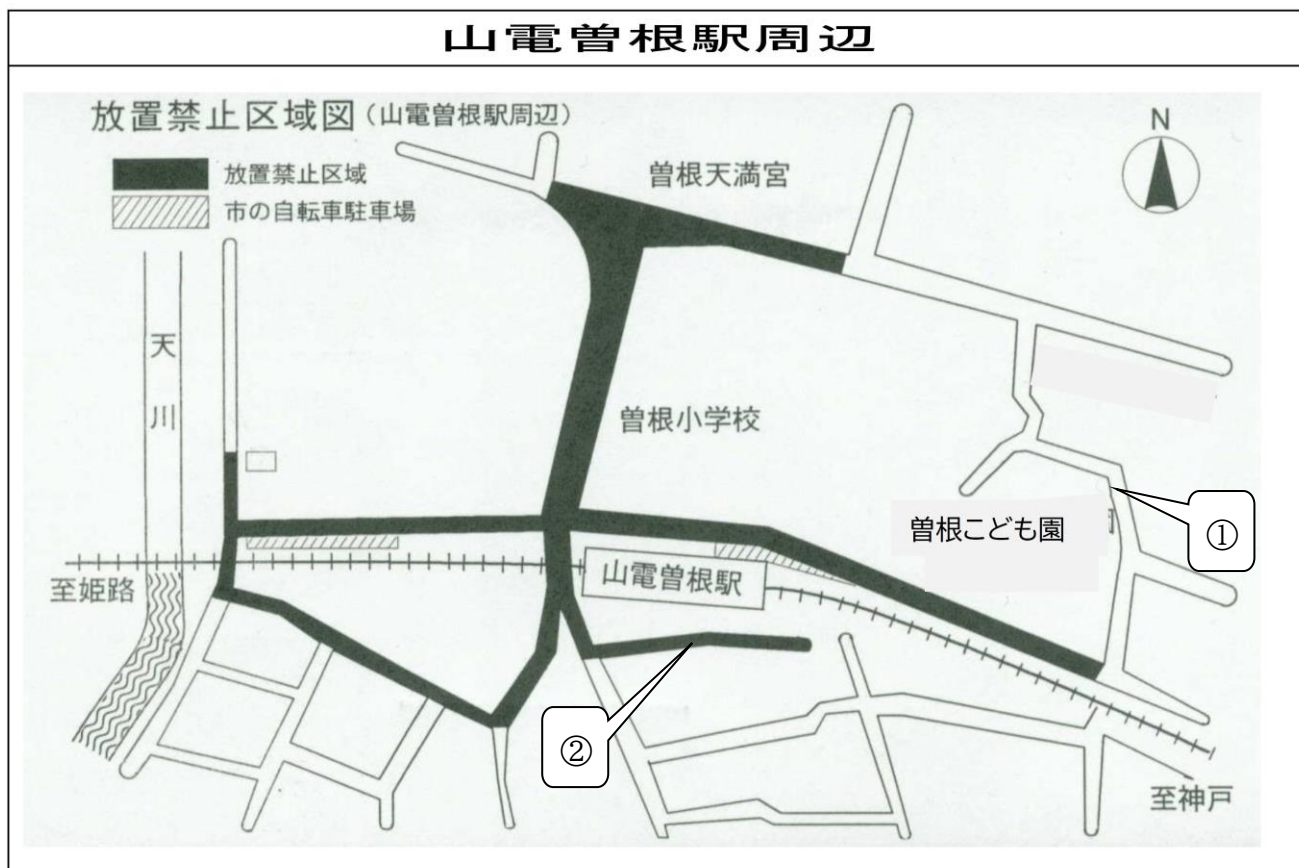 山電曽根駅周辺
放置禁止区域図（山電曽根駅周辺）
放置禁止区域
市の自転車駐車場
N
曽根天満宮
天川
曽根小学校
曽根こども園
①
山電曽根駅
至姫路
②
至神戸